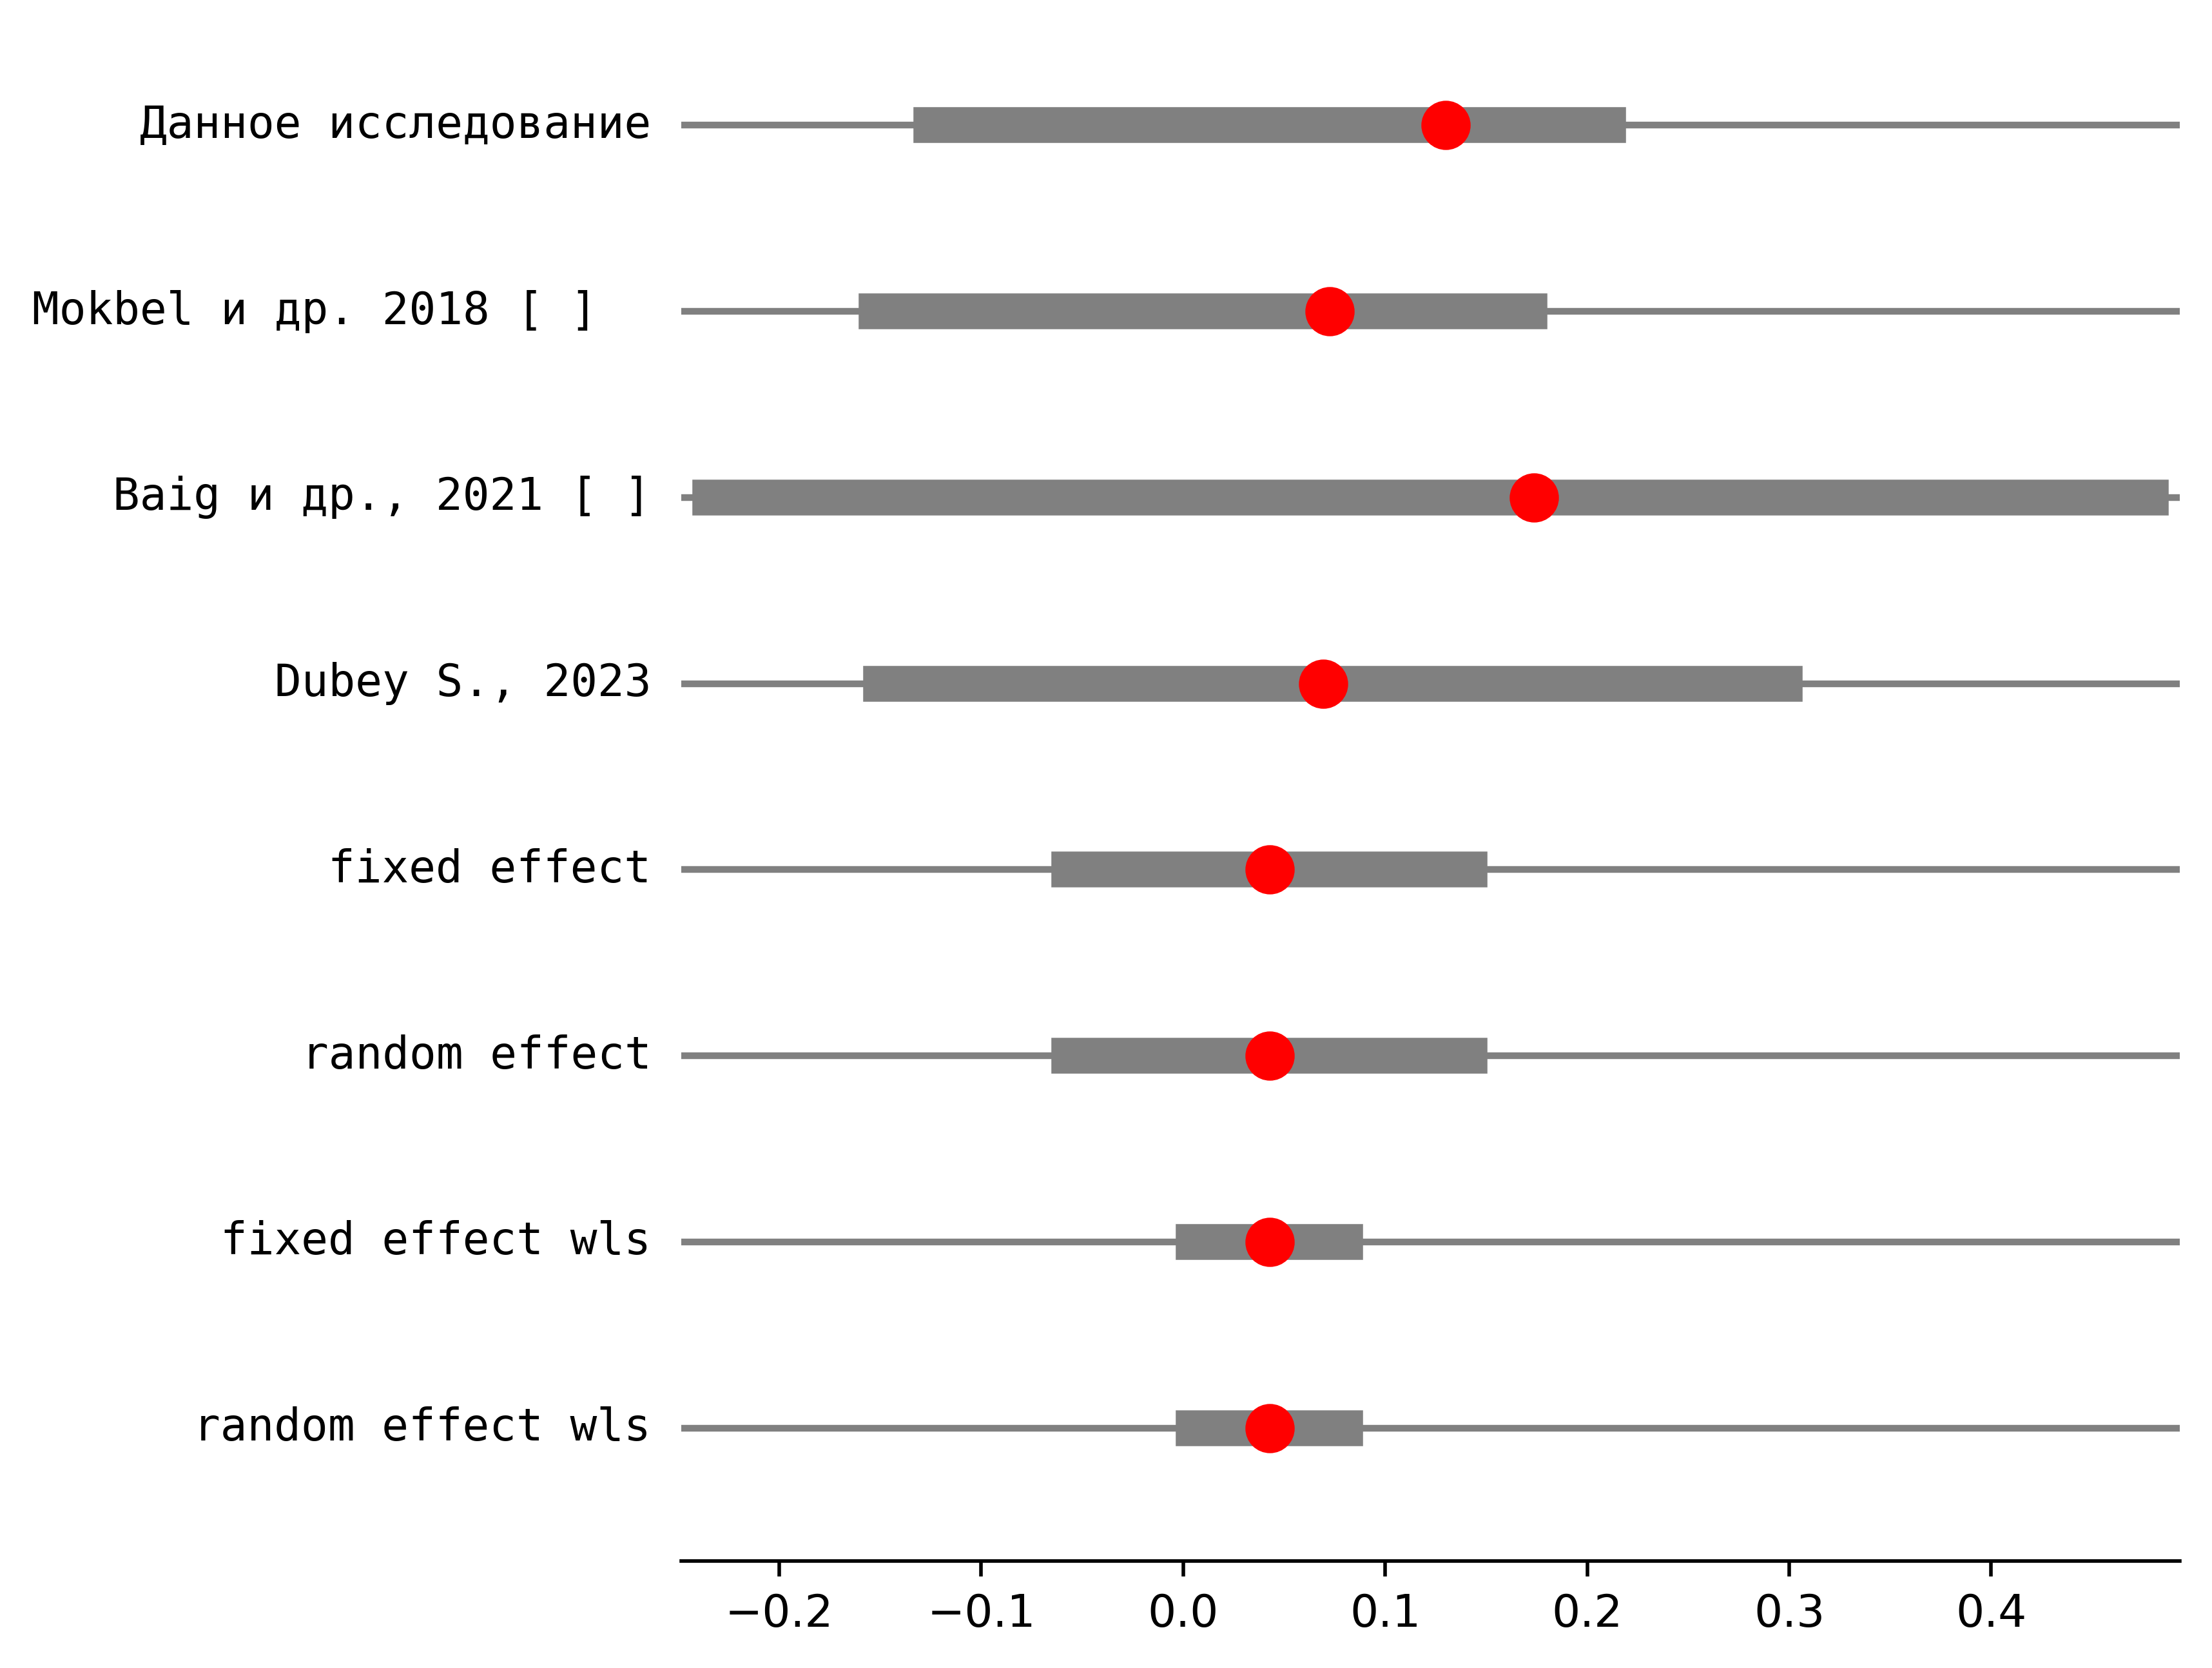 Данное исследование
Mokbel и др. 2018 [ ]
Baig и др., 2021 [ ]
Dubey S., 2023
fixed effect
random effect
fixed effect wls
random effect wls
−0.2 −0.1 0.0 0.1 0.2 0.3 0.4